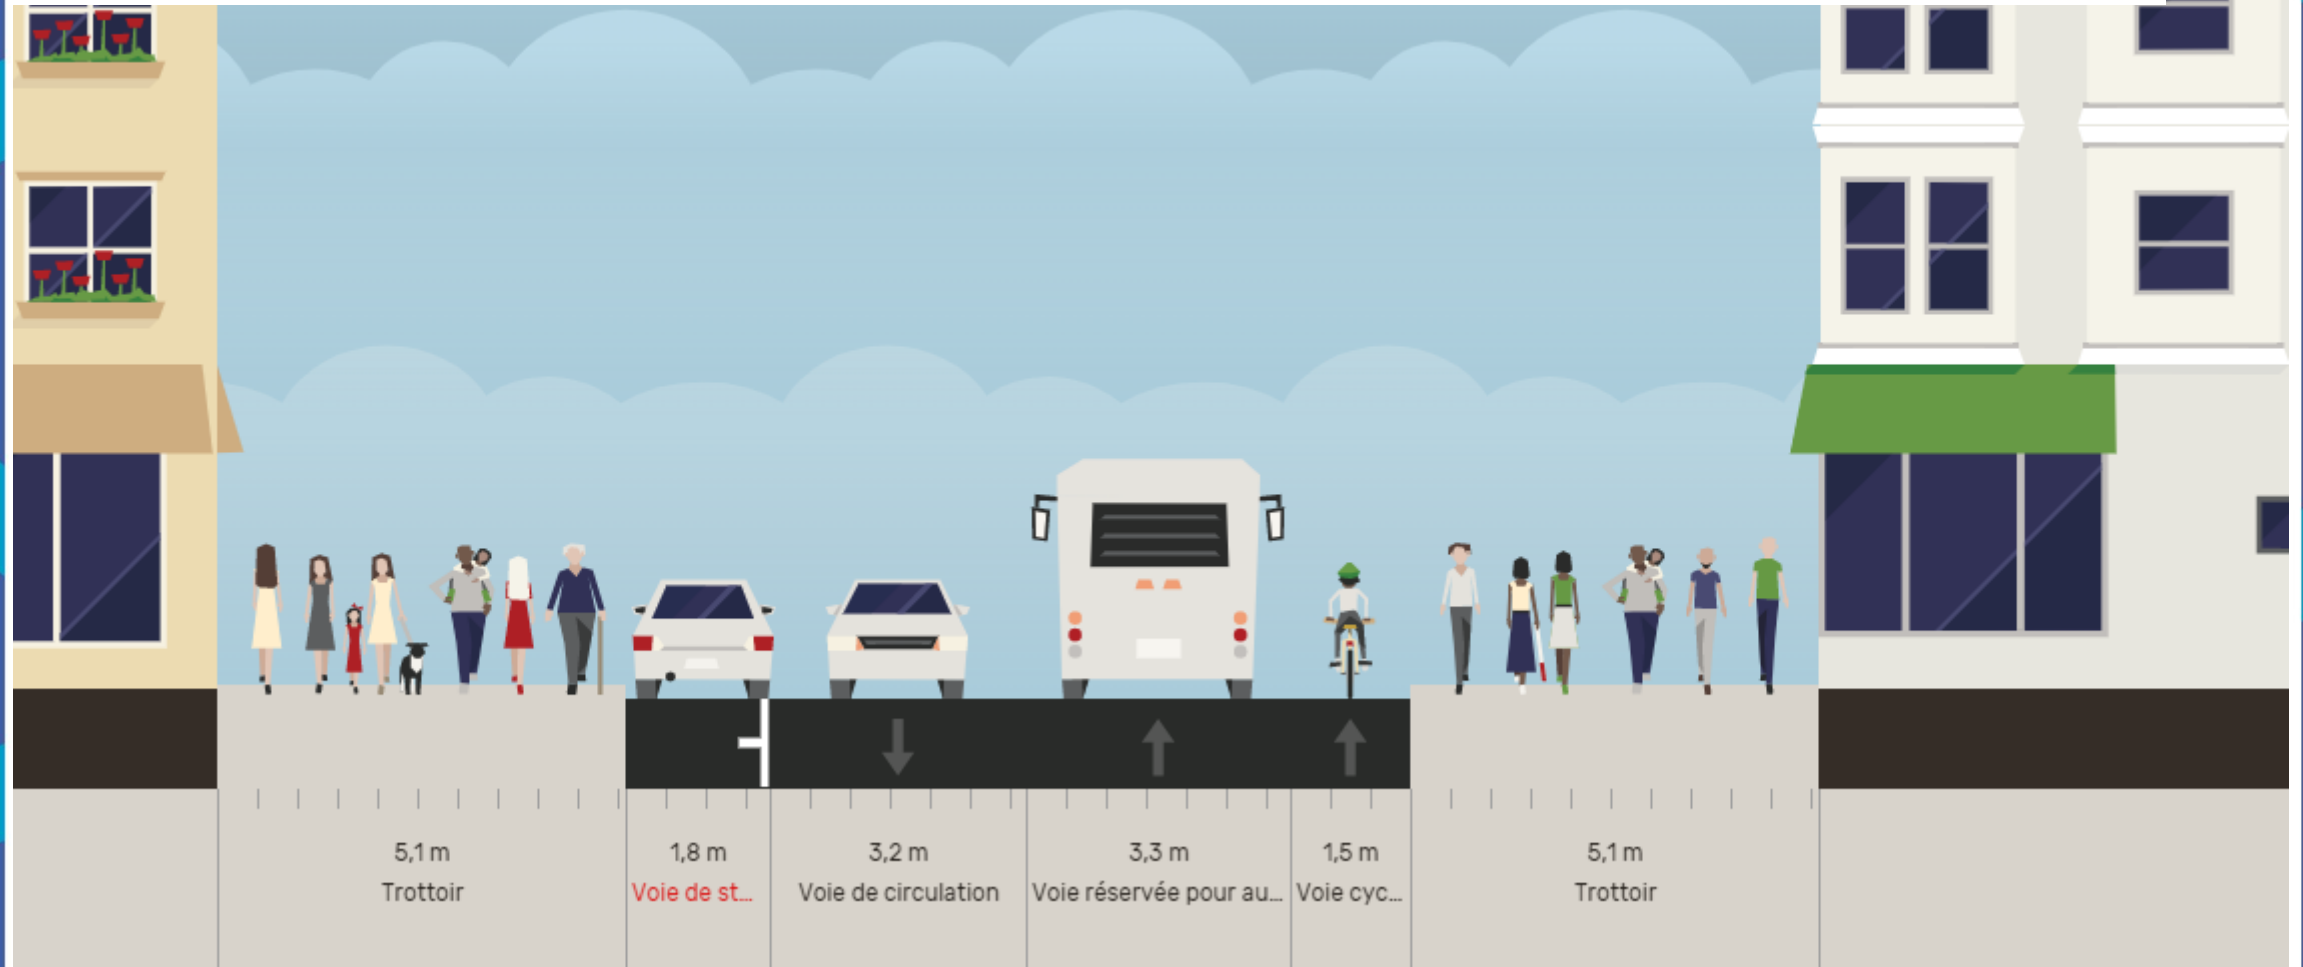 5,1 m
Trottoir
1,8 m
Voie de st...
3,2 m
Voie de circulation
3,3 m
Voie réservée pour au...
1,5 m
Voie cyc...
5,1 m
Trottoir